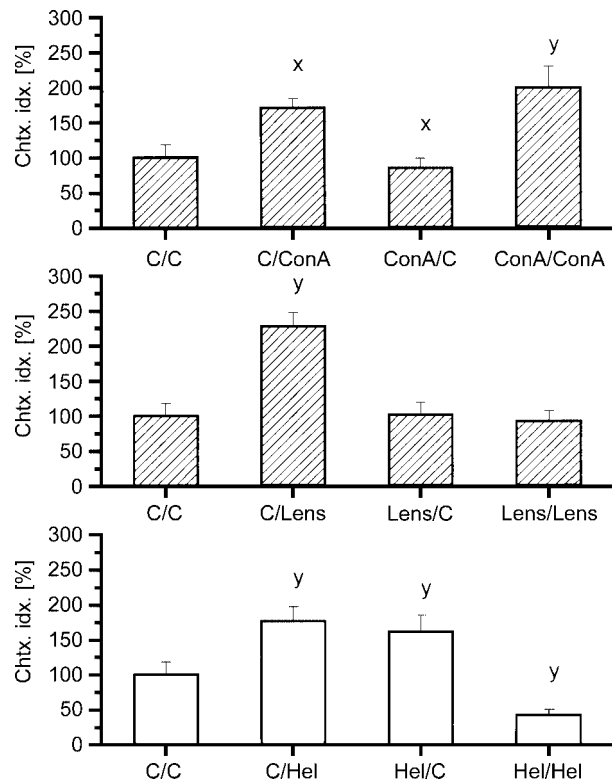 Chtx. idx. [%]
300
250
200
150
100
50
0
x
x
y
C/C C/ConA ConA/C ConA/ConA
Chtx. idx. [%]
300
250
200
150
100
50
0
y
C/C C/Lens Lens/C Lens/Lens
Chtx. idx. [%]
300
250
200
150
100
50
0
y
y
y
C/C C/Hel Hel/C Hel/Hel